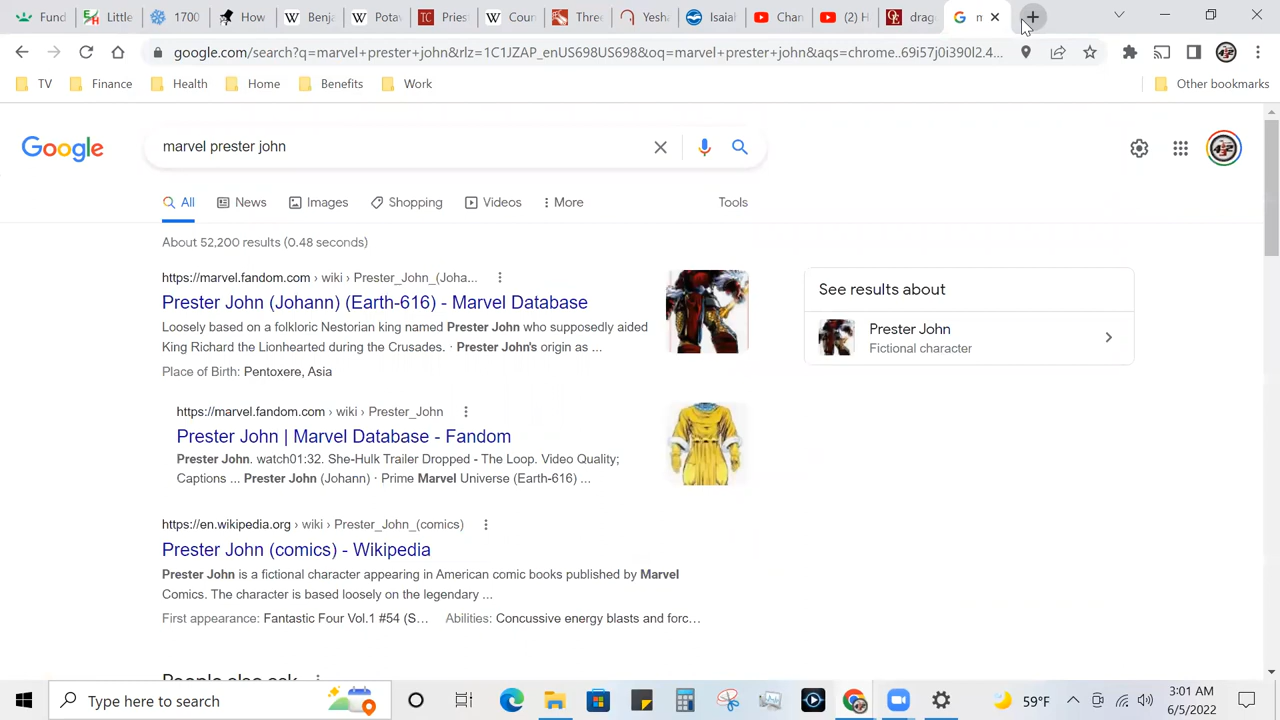 Fund
Little
1700
How
Benja
Potav
Pries
Coun
Three
Yesha
Isaiah
Chan
(2) H
drag
google.com/search?q=marvel+prester+john&rlz=1C1JZAP_enUS698US698&oq=marvel+prester+john&aqs=chrome..69i57j0i390l2.4...
TV Finance Health Home Benefits Work Other bookmarks
Google
marvel prester john
All News Images Shopping Videos More Tools
About 52,200 results (0.48 seconds)
https://marvel.fandom.com › wiki › Prester_John_(Joha...
Prester John (Johann) (Earth-616) - Marvel Database
Loosely based on a folkloric Nestorian king named Prester John who supposedly aided
King Richard the Lionhearted during the Crusades. · Prester John's origin as ...
Place of Birth: Pentoxere, Asia
See results about
Prester John
Fictional character
https://marvel.fandom.com › wiki › Prester_John
Prester John | Marvel Database - Fandom
Prester John. watch01:32. She-Hulk Trailer Dropped - The Loop. Video Quality;
Captions ... Prester John (Johann) · Prime Marvel Universe (Earth-616) ...
https://en.wikipedia.org › wiki › Prester_John_(comics)
Prester John (comics) - Wikipedia
Prester John is a fictional character appearing in American comic books published by Marvel
Comics. The character is based loosely on the legendary ...
First appearance: Fantastic Four Vol.1 #54 (S... Abilities: Concussive energy blasts and forc...
People also ask
Type here to search
59°F
3:01 AM
6/5/2022